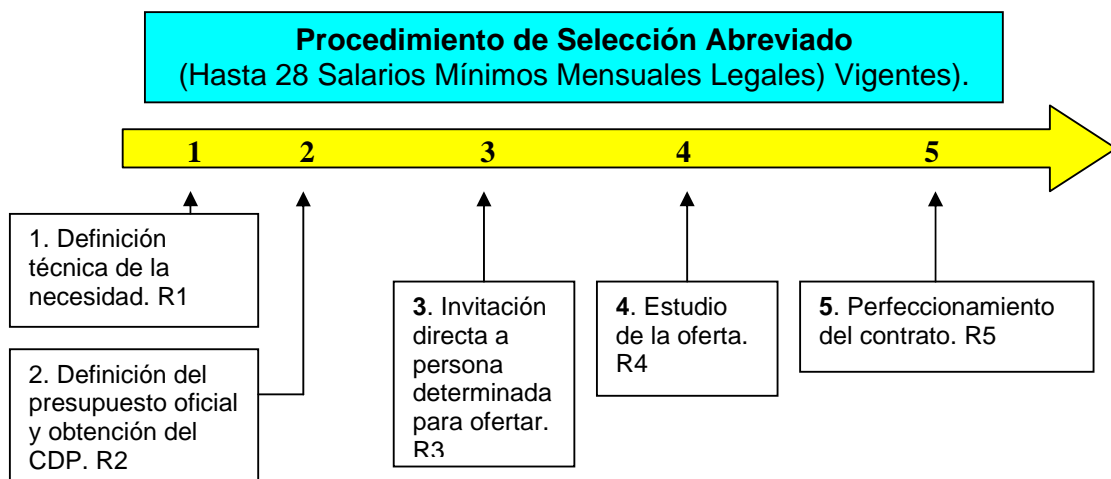 Procedimiento de Selección Abreviado
(Hasta 28 Salarios Mínimos Mensuales Legales) Vigentes).
1 2 3 4 5
1. Definición
técnica de la
necesidad. R1
2. Definición del
presupuesto oficial
y obtención del
CDP. R2
3. Invitación
directa a
persona
determinada
para ofertar.
R3
4. Estudio
de la oferta.
R4
5. Perfeccionamiento
del contrato. R5